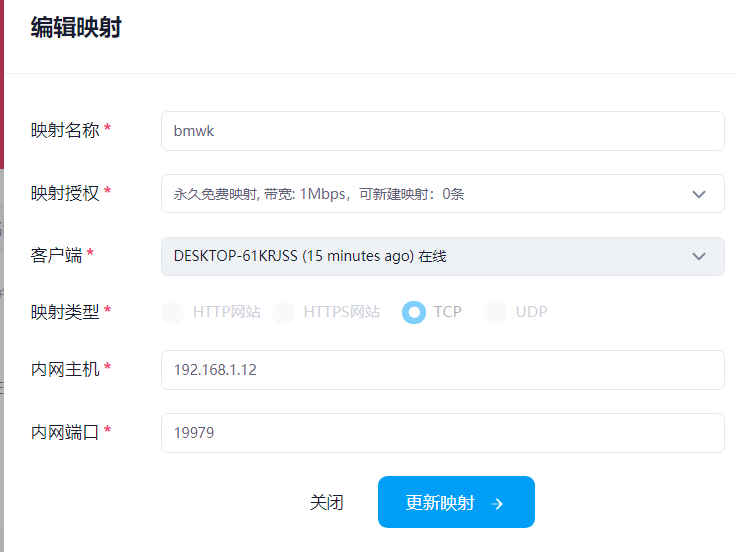 编辑映射
映射名称 *
bmwk
映射授权 *
永久免费映射, 带宽: 1Mbps，可新建映射：0条
客户端 *
DESKTOP-61KRJSS (15 minutes ago) 在线
映射类型 *
HTTP网站 HTTPS网站 TCP UDP
内网主机 *
192.168.1.12
内网端口 *
19979
关闭 更新映射 →